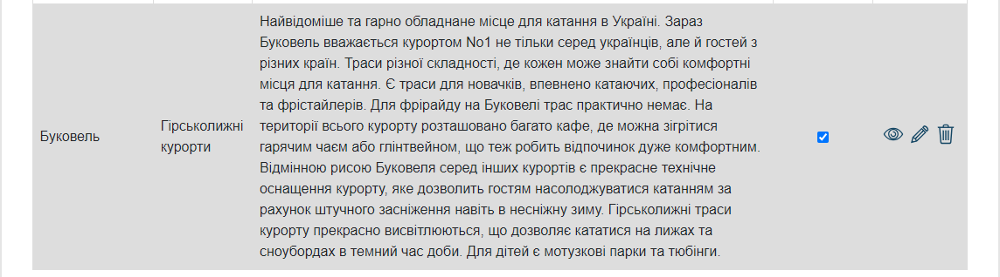 Буковель
Гірськолижні
курорти
Найвідоміше та гарно обладнане місце для катання в Україні. Зараз
Буковель вважається курортом No1 не тільки серед українців, але й гостей з
різних країн. Траси різної складності, де кожен може знайти собі комфортні
місця для катання. Є траси для новачків, впевнено катаючих, професіоналів
та фрістайлерів. Для фрірайду на Буковелі трас практично немає. На
території всього курорту розташовано багато кафе, де можна зігрітися
гарячим чаєм або глінтвейном, що теж робить відпочинок дуже комфортним.
Відмінною рисою Буковеля серед інших курортів є прекрасне технічне
оснащення курорту, яке дозволить гостям насолоджуватися катанням за
рахунок штучного засніження навіть в несніжну зиму. Гірськолижні траси
курорту прекрасно висвітлюються, що дозволяє кататися на лижах та
сноубордах в темний час доби. Для дітей є мотузкові парки та тюбінги.